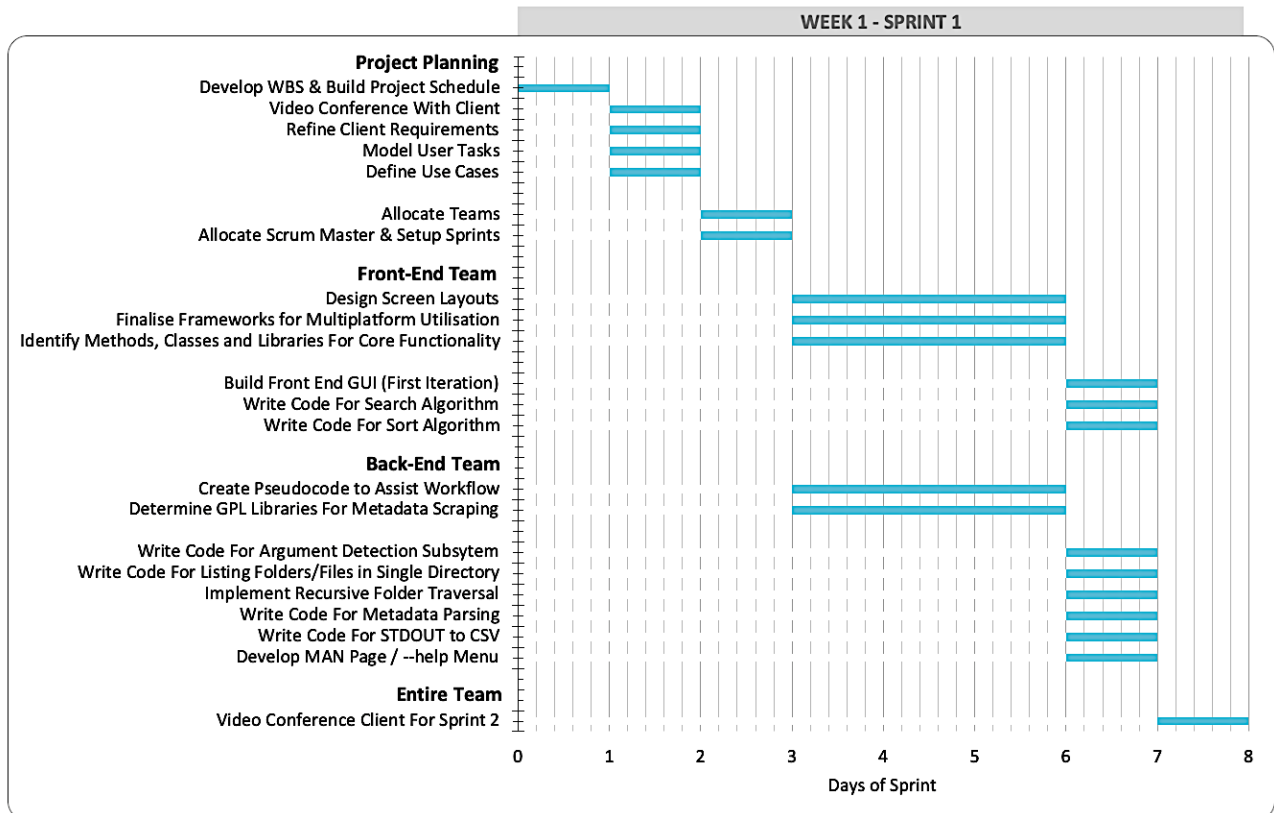 WEEK 1 - SPRINT 1
Project Planning
Develop WBS & Build Project Schedule
Video Conference With Client
Refine Client Requirements
Model User Tasks
Define Use Cases
Allocate Teams
Allocate Scrum Master & Setup Sprints
Front-End Team
Design Screen Layouts
Finalise Frameworks for Multiplatform Utilisation
Identify Methods, Classes and Libraries For Core Functionality
Build Front End GUI (First Iteration)
Write Code For Search Algorithm
Write Code For Sort Algorithm
Back-End Team
Create Pseudocode to Assist Workflow
Determine GPL Libraries For Metadata Scraping
Write Code For Argument Detection Subsytem
Write Code For Listing Folders/Files in Single Directory
Implement Recursive Folder Traversal
Write Code For Metadata Parsing
Write Code For STDOUT to CSV
Develop MAN Page / --help Menu
Entire Team
Video Conference Client For Sprint 2
0 1 2 3 4 5 6 7 8
Days of Sprint